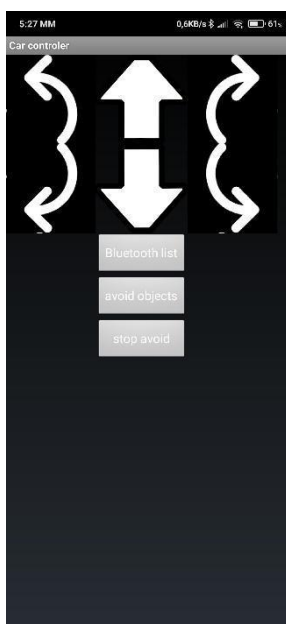 5:27 MM
0,6KB/s 61%
Car controler
Bluetooth list
avoid objects
stop avoid